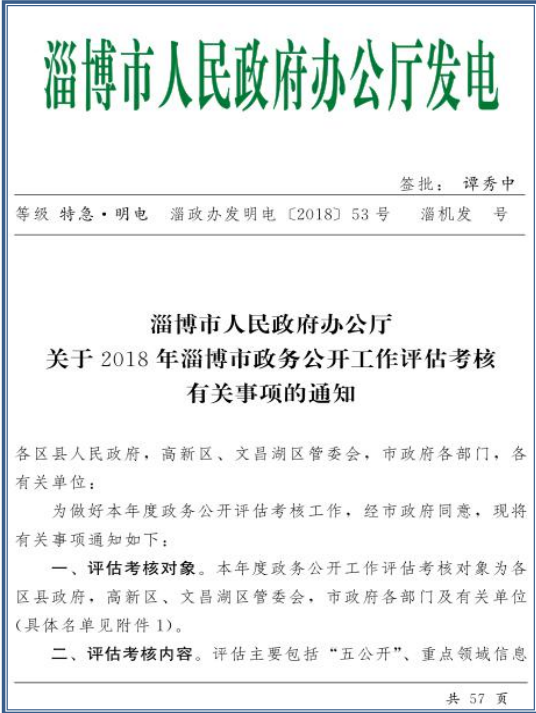 淄博市人民政府办公厅发电
签批： 谭秀中
等级 特急·明电 淄政办发明电〔2018〕53号 淄机发 号
淄博市人民政府办公厅
关于 2018 年淄博市政务公开工作评估考核
有关事项的通知
各区县人民政府，高新区、文昌湖区管委会，市政府各部门，各
有关单位：
为做好本年度政务公开评估考核工作，经市政府同意，现将
有关事项通知如下：
一、评估考核对象。本年度政务公开工作评估考核对象为各
区县政府，高新区、文昌湖区管委会，市政府各部门及有关单位
(具体名单见附件1)。
二、评估考核内容。评估主要包括“五公开”、重点领域信息
共 57 页